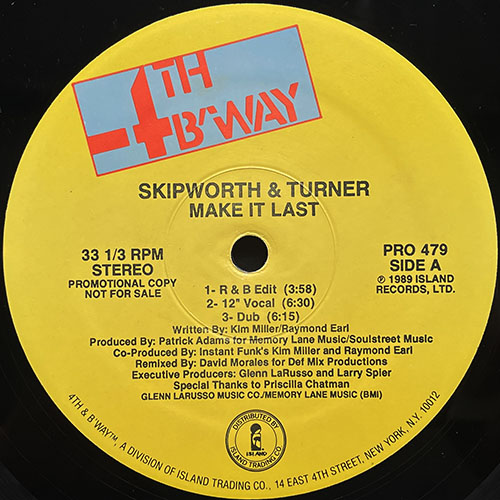 4TH
B'WAY
SKIPWORTH & TURNER
MAKE IT LAST
33 1/3 RPM
STEREO
PROMOTIONAL COPY
NOT FOR SALE
PRO 479
SIDE A
℗ 1989 ISLAND
RECORDS, LTD.
1- R & B Edit (3:58)
2- 12" Vocal (6:30)
3- Dub (6:15)
Written By: Kim Miller/Raymond Earl
Produced By: Patrick Adams for Memory Lane Music/Soulstreet Music
Co-Produced By: Instant Funk's Kim Miller and Raymond Earl
Remixed By: David Morales for Def Mix Productions
Executive Producers: Glenn LaRusso and Larry Spler
Special Thanks to Priscilla Chatman
GLENN LARUSSO MUSIC CO./MEMORY LANE MUSIC (BMI)
DISTRIBUTED BY
ISLAND
ISLAND TRADING CO
4TH & B'WAY™, A DIVISION OF ISLAND TRADING CO., 14 EAST 4TH STREET, NEW YORK, N.Y. 10012